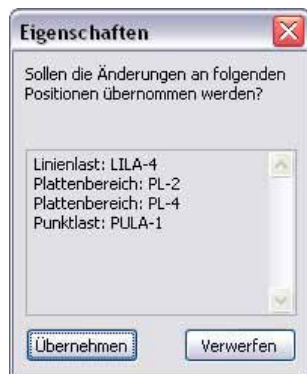 Eigenschaften
Sollen die Änderungen an folgenden
Positionen übernommen werden?
Linienlast: LILA-4
Plattenbereich: PL-2
Plattenbereich: PL-4
Punktlast: PULA-1
Übernehmen
Verwerfen